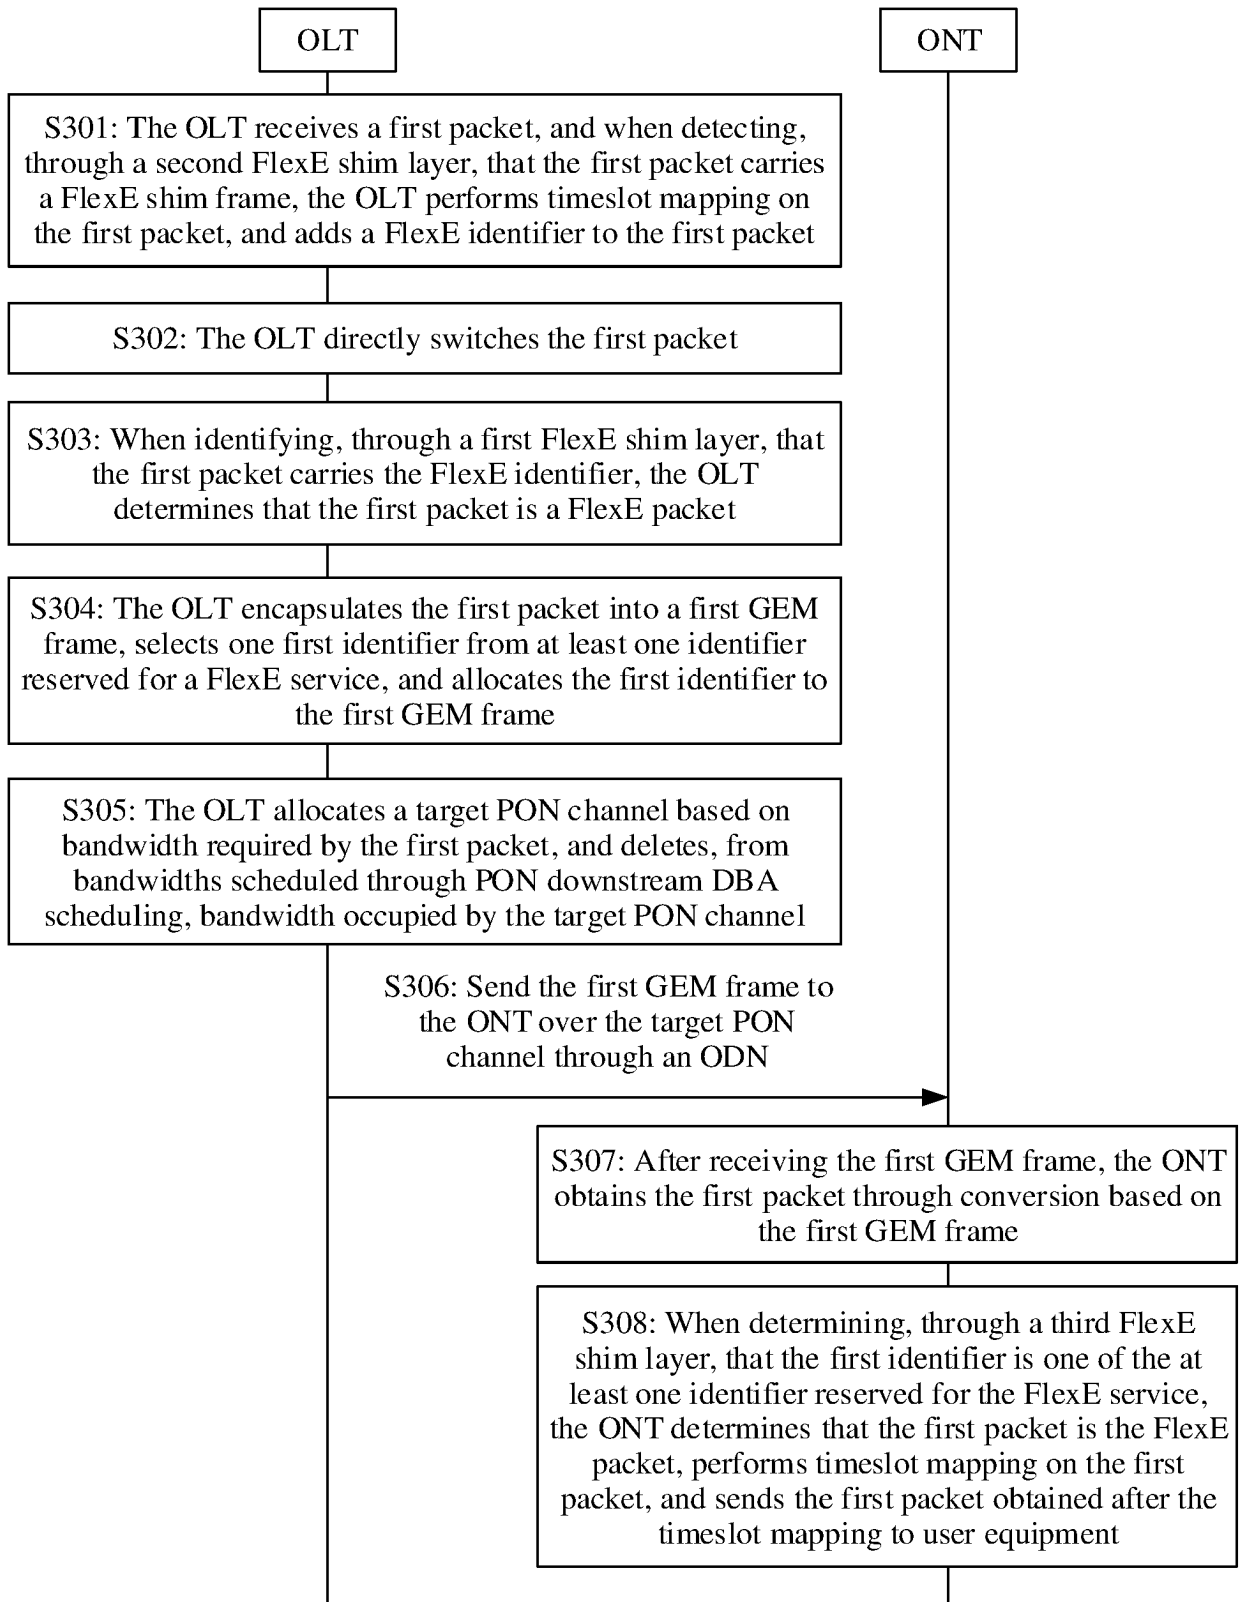 OLT
ONT
S301: The OLT receives a first packet, and when detecting,
through a second FlexE shim layer, that the first packet carries
a FlexE shim frame, the OLT performs timeslot mapping on
the first packet, and adds a FlexE identifier to the first packet
S302: The OLT directly switches the first packet
S303: When identifying, through a first FlexE shim layer, that
the first packet carries the FlexE identifier, the OLT
determines that the first packet is a FlexE packet
S304: The OLT encapsulates the first packet into a first GEM
frame, selects one first identifier from at least one identifier
reserved for a FlexE service, and allocates the first identifier to
the first GEM frame
S305: The OLT allocates a target PON channel based on
bandwidth required by the first packet, and deletes, from
bandwidths scheduled through PON downstream DBA
scheduling, bandwidth occupied by the target PON channel
S306: Send the first GEM frame to
the ONT over the target PON
channel through an ODN
S307: After receiving the first GEM frame, the ONT
obtains the first packet through conversion based on
the first GEM frame
S308: When determining, through a third FlexE
shim layer, that the first identifier is one of the at
least one identifier reserved for the FlexE service,
the ONT determines that the first packet is the FlexE
packet, performs timeslot mapping on the first
packet, and sends the first packet obtained after the
timeslot mapping to user equipment